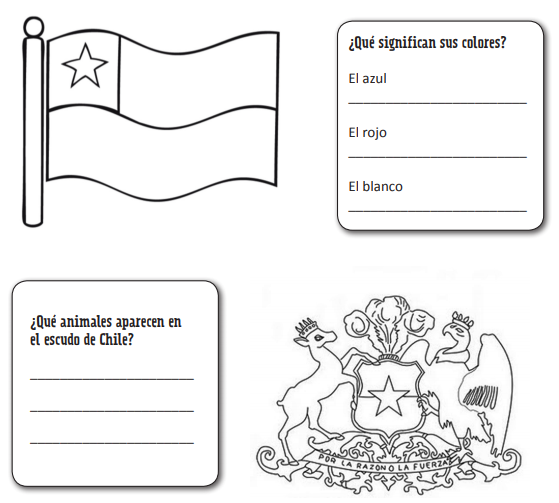 ¿Qué significan sus colores?
El azul
El rojo
El blanco
¿Qué animales aparecen en
el escudo de Chile?
POR LA RAZON O LA FUERZA